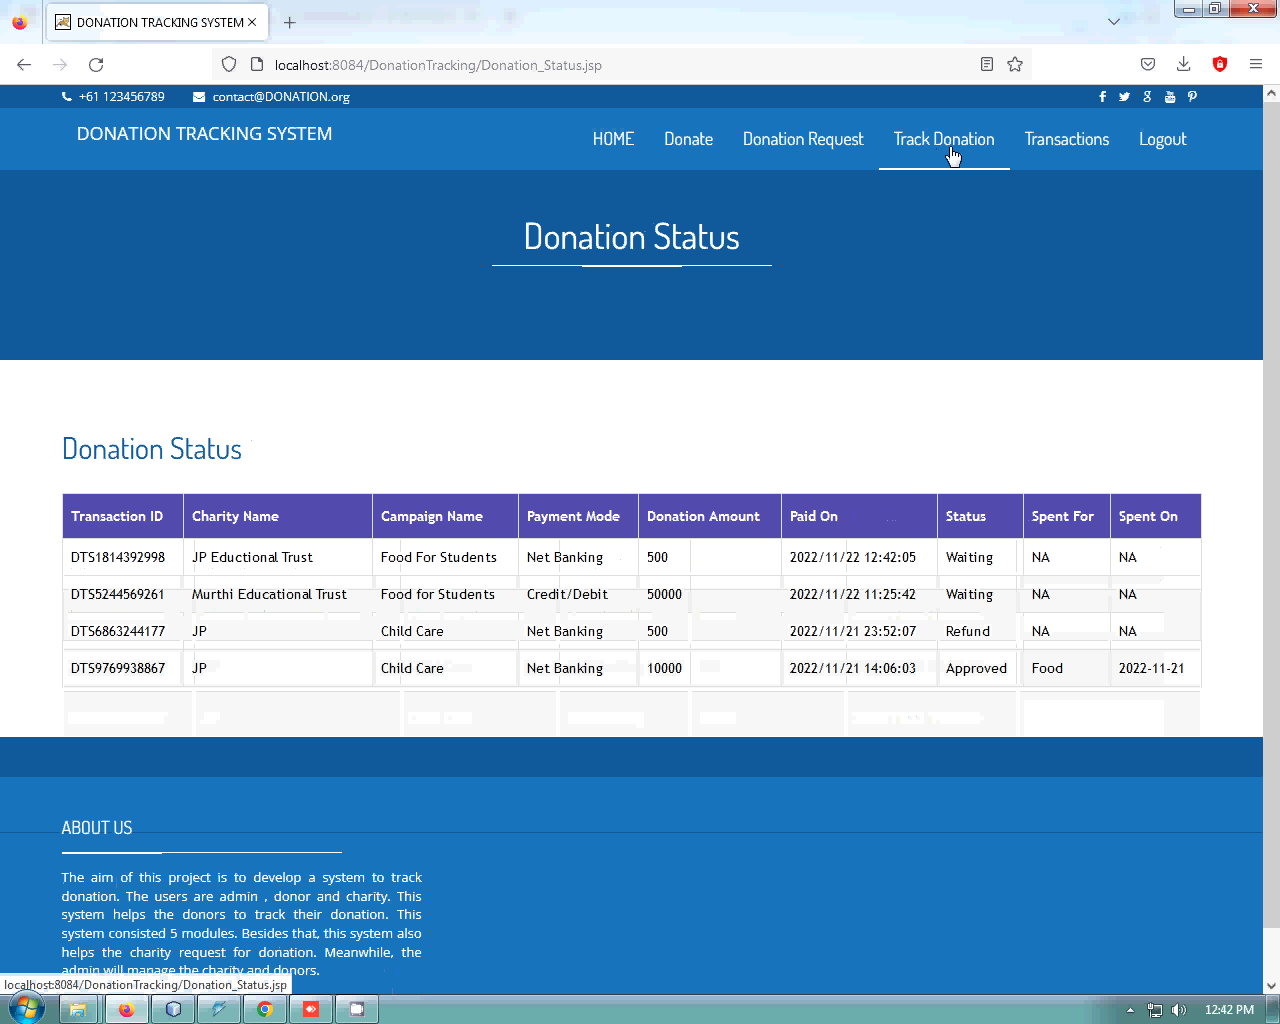 DONATION TRACKING SYSTEM
localhost:8084/DonationTracking/Donation_Status.jsp
+61 123456789 contact@DONATION.org
DONATION TRACKING SYSTEM HOME Donate Donation Request Track Donation Transactions Logout
Donation Status
Donation Status
Transaction ID Charity Name Campaign Name Payment Mode Donation Amount Paid On Status Spent For Spent On
DTS1814392998 JP Eductional Trust Food For Students Net Banking 500 2022/11/22 12:42:05 Waiting NA NA
DTS5244569261 Murthi Educational Trust Food for Students Credit/Debit 50000 2022/11/22 11:25:42 Waiting NA NA
DTS6863244177 JP Child Care Net Banking 500 2022/11/21 23:52:07 Refund NA NA
DTS9769938867 JP Child Care Net Banking 10000 2022/11/21 14:06:03 Approved Food 2022-11-21
ABOUT US
The aim of this project is to develop a system to track
donation. The users are admin , donor and charity. This
system helps the donors to track their donation. This
system consisted 5 modules. Besides that, this system also
helps the charity request for donation. Meanwhile, the
admin will manage the charity and donors.
localhost:8084/DonationTracking/Donation_Status.jsp
12:42 PM